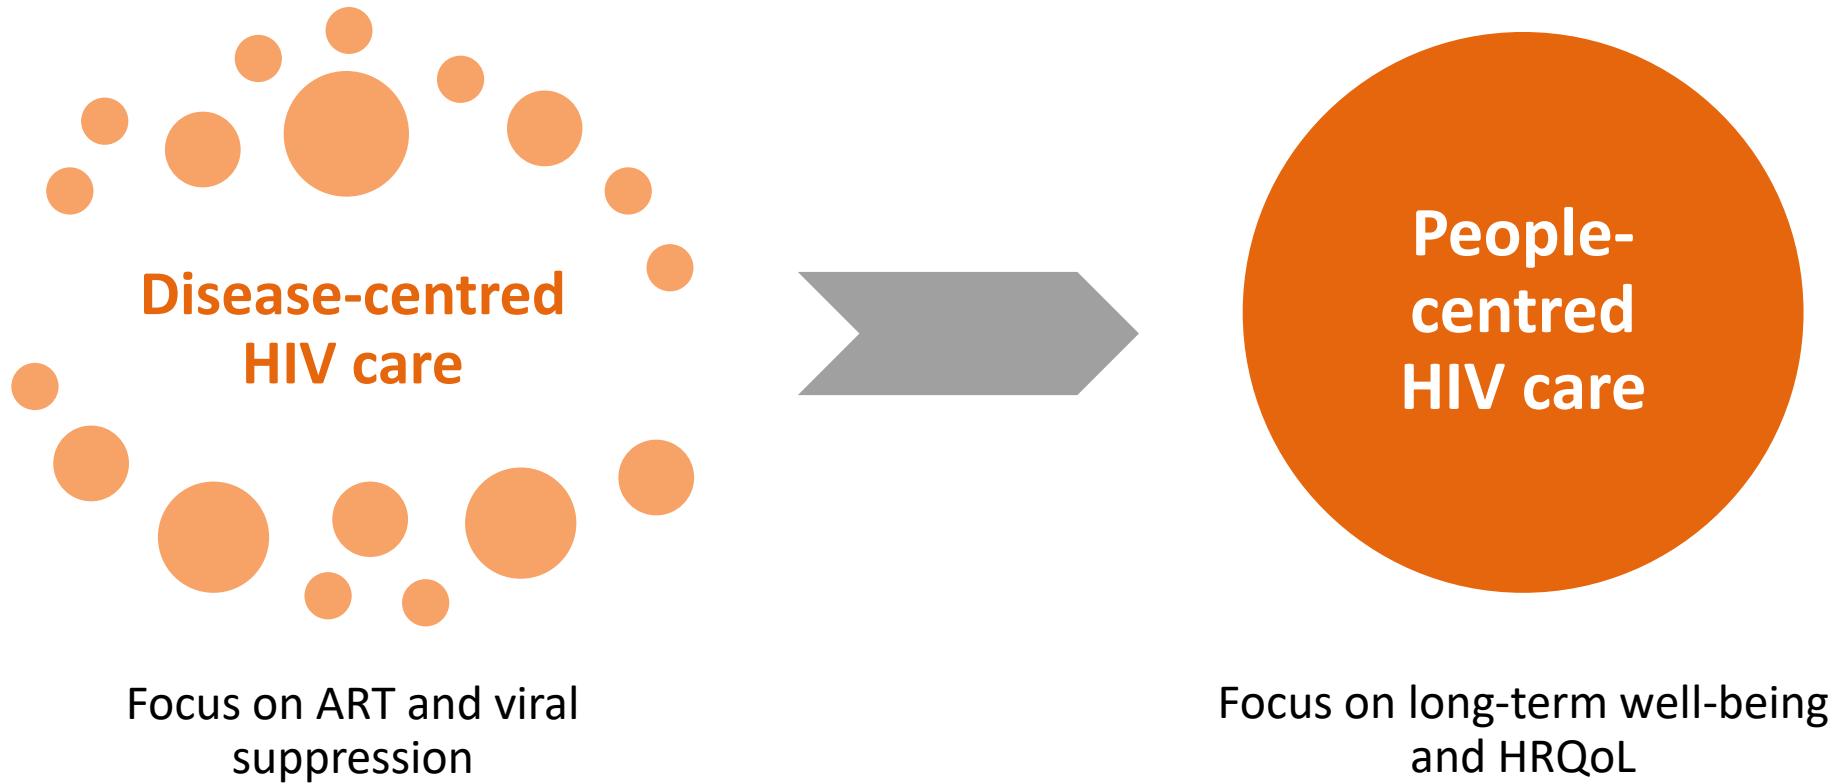 Disease-centred
HIV care
People-
centred
HIV care
Focus on ART and viral
suppression
Focus on long-term well-being
and HRQoL